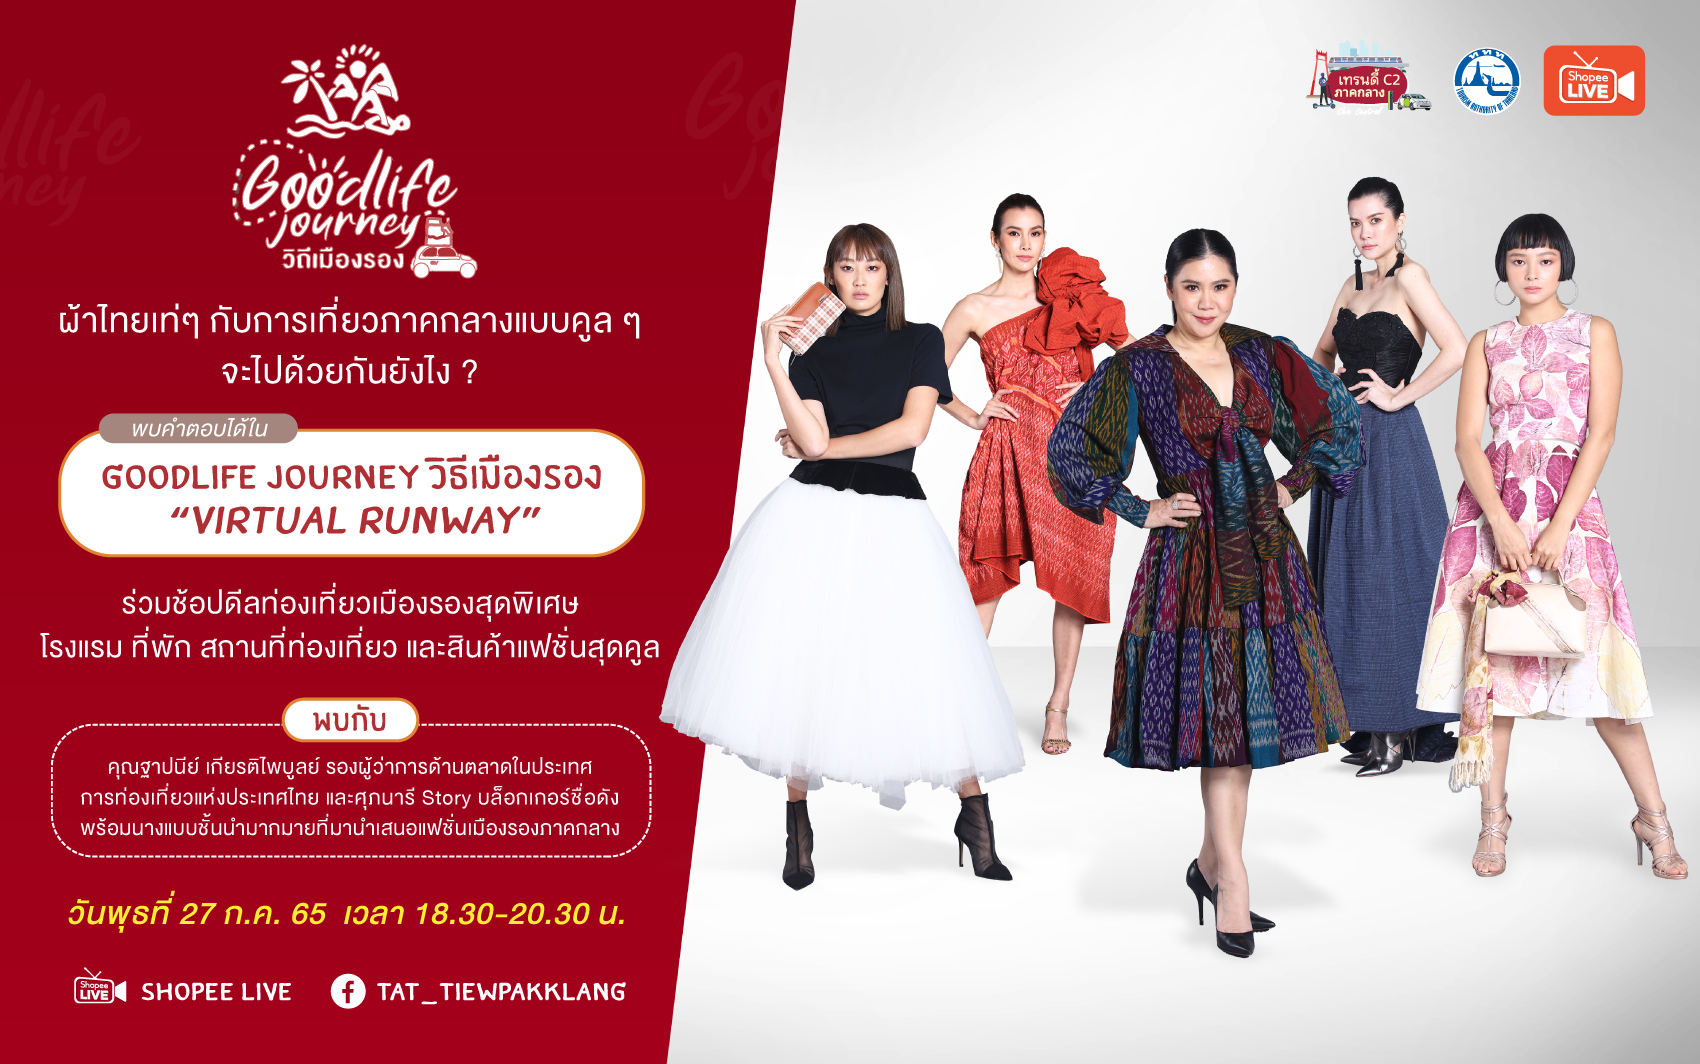 Goodlife
journey
วิถีเมืองรอง
ผ้าไทยเท่ๆ กับการเที่ยวภาคกลางแบบคูล ๆ
จะไปด้วยกันยังไง ?
พบคำตอบได้ใน
GOODLIFE JOURNEY วิธีเมืองรอง
“VIRTUAL RUNWAY”
ร่วมช้อปดีลท่องเที่ยวเมืองรองสุดพิเศษ
โรงแรม ที่พัก สถานที่ท่องเที่ยว และสินค้าแฟชั่นสุดคูล
พบกับ
คุณฐาปนีย์ เกียรติไพบูลย์ รองผู้ว่าการด้านตลาดในประเทศ
การท่องเที่ยวแห่งประเทศไทย และศุภนารี Story บล็อกเกอร์ชื่อดัง
พร้อมนางแบบชั้นนำมากมายที่มานำเสนอแฟชั่นเมืองรองภาคกลาง
วันพุธที่ 27 ก.ค. 65 เวลา 18.30-20.30 น.
Shopee
LIVE
SHOPEE LIVE
TAT_TIEWPAKKLANG
เทรนดี้ C2
ภาคกลาง
ททท
TOURISM AUTHORITY OF THAILAND
Shopee
LIVE